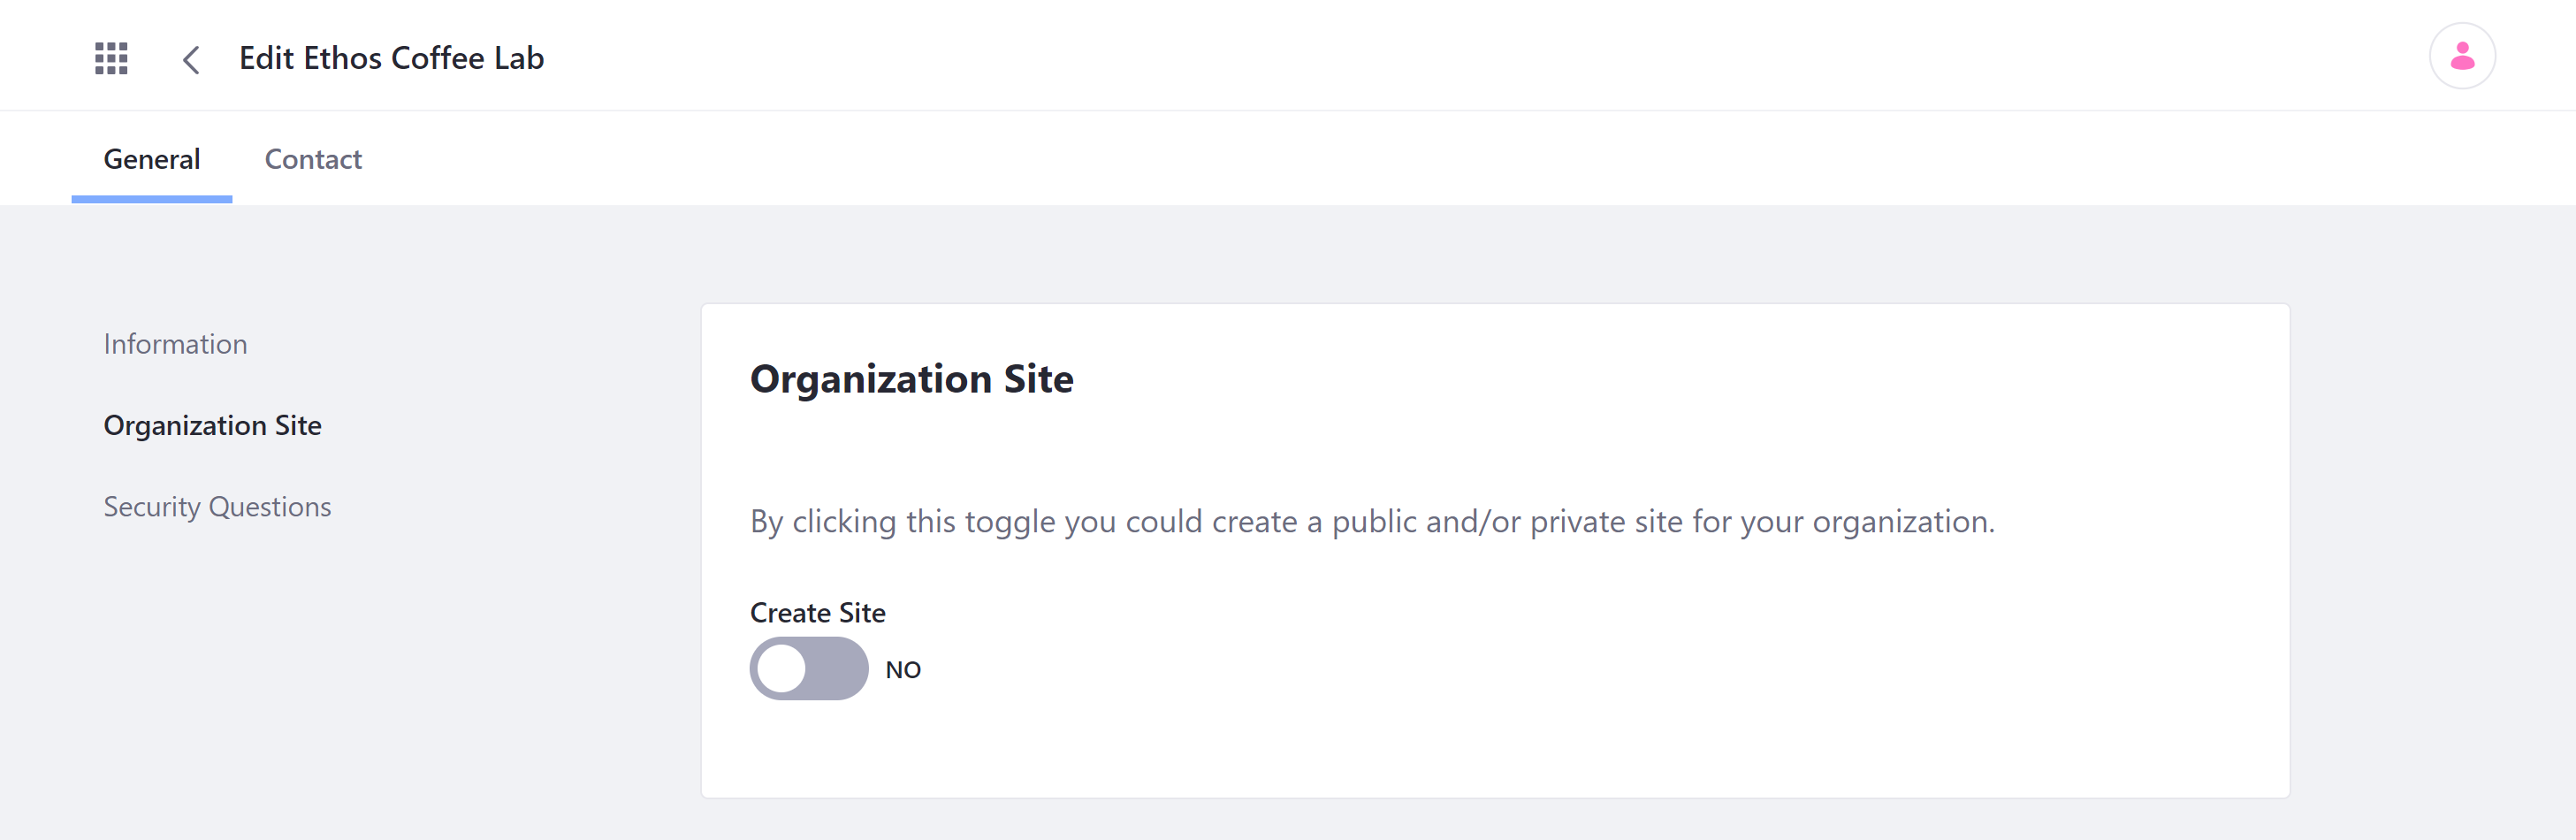 Edit Ethos Coffee Lab
General
Contact
Information
Organization Site
Security Questions
Organization Site
By clicking this toggle you could create a public and/or private site for your organization.
Create Site
NO